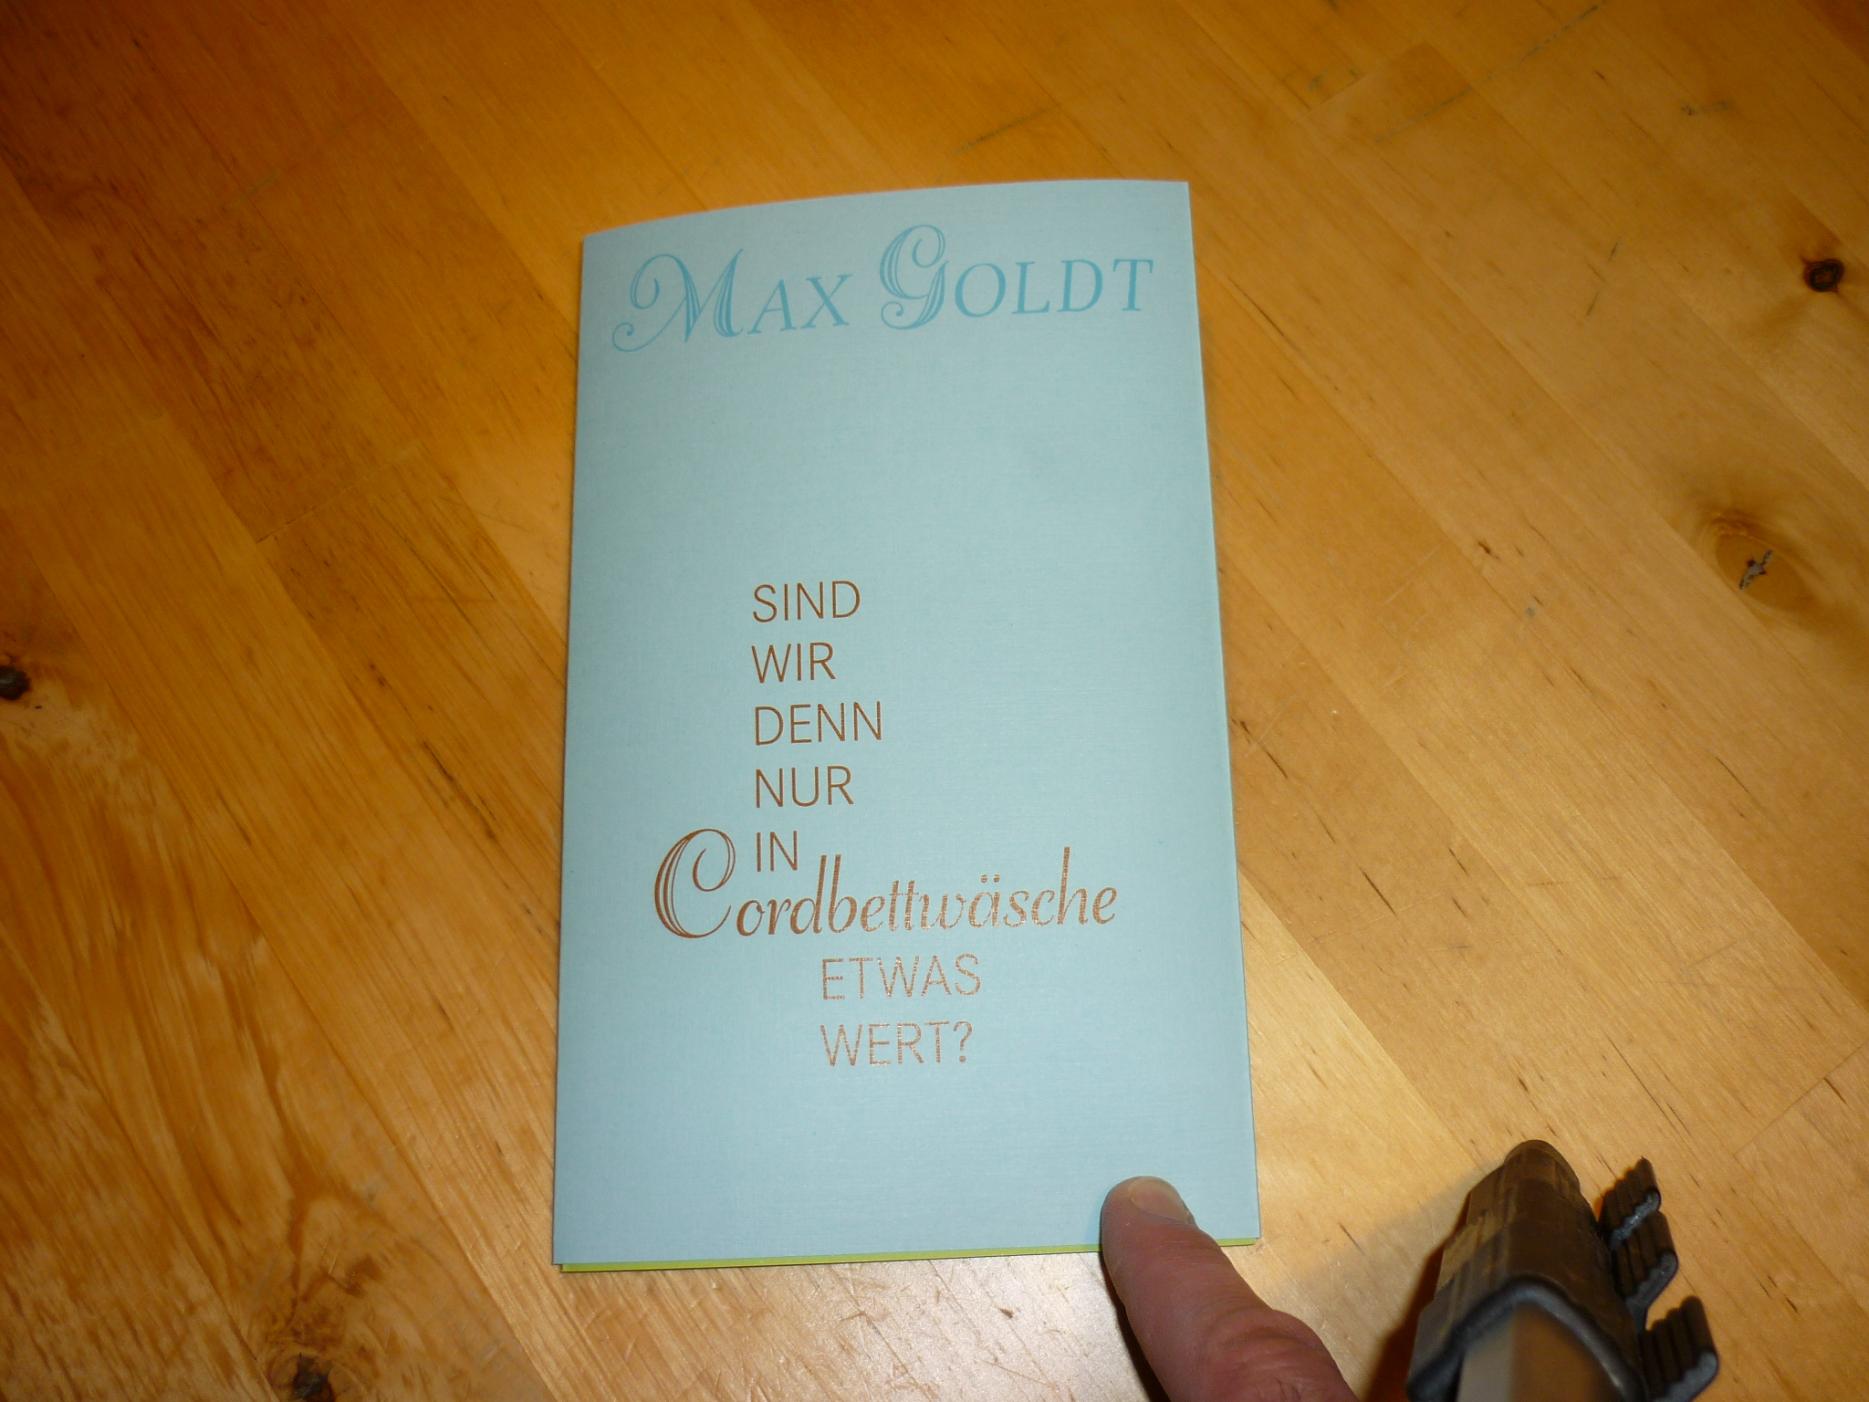 MAX GOLDT
SIND
WIR
DENN
NUR
IN
Cordbettwäsche
ETWAS
WERT?